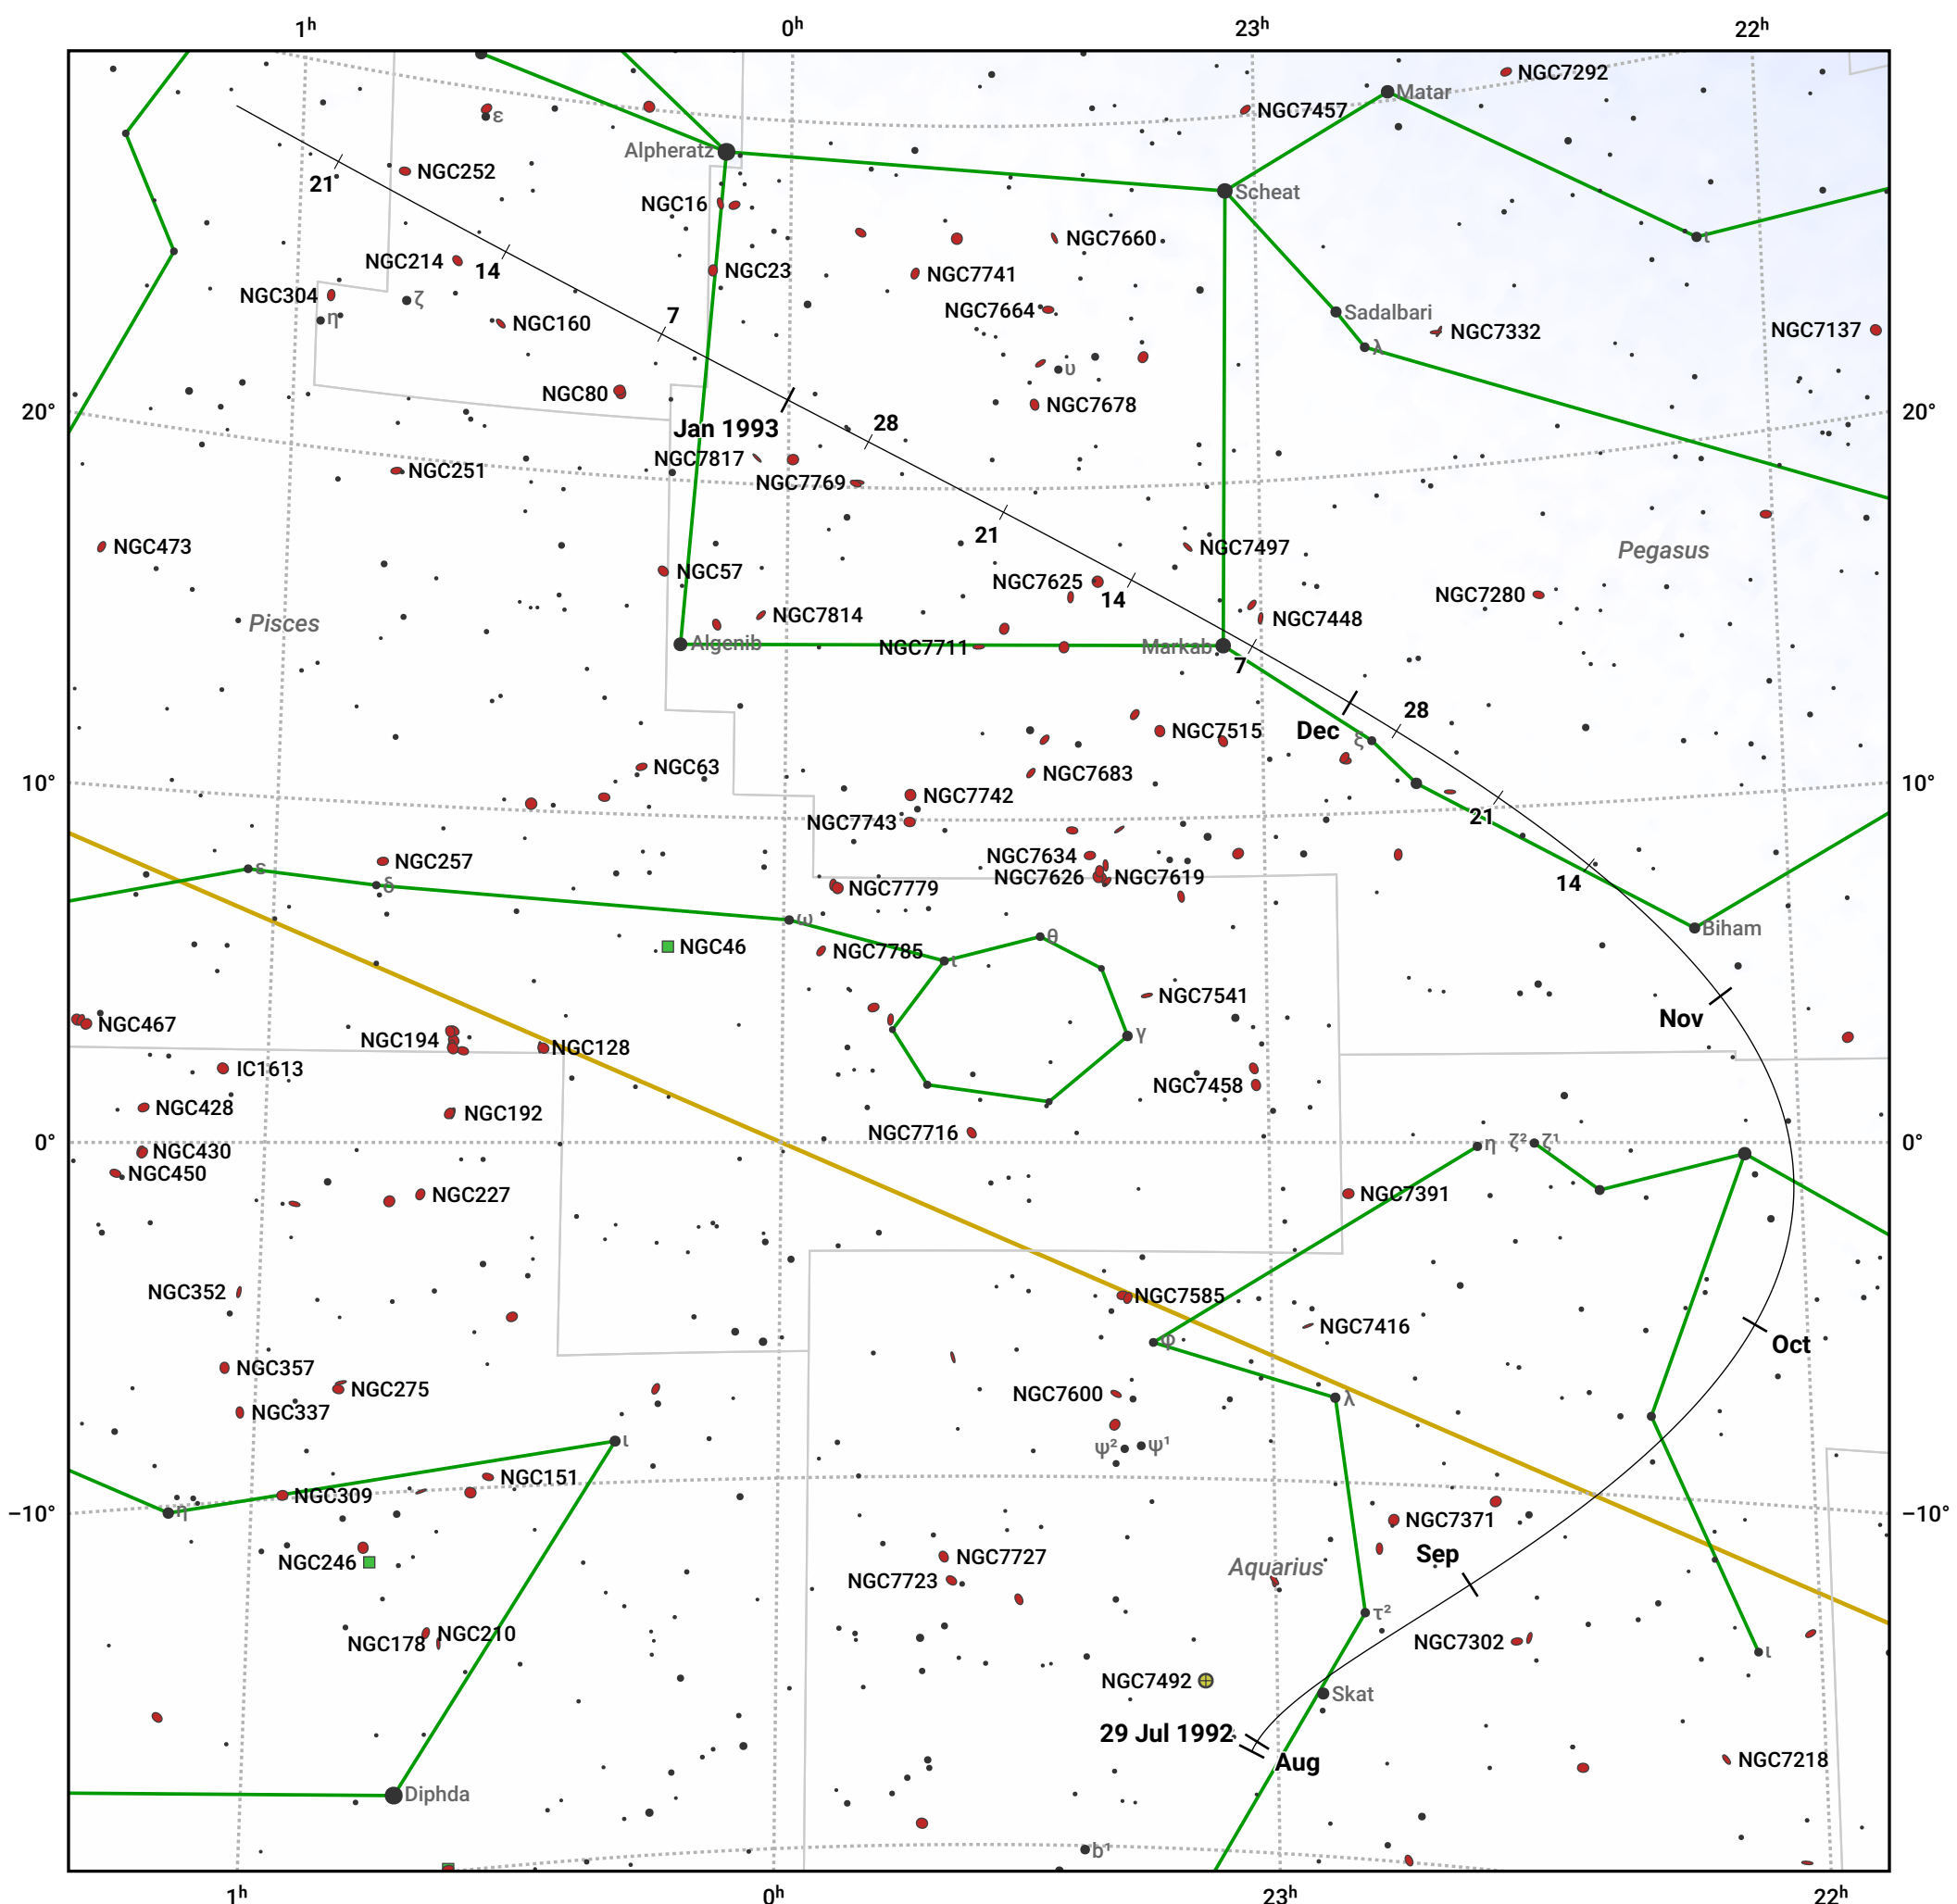 1ʰ 0ʰ 23ʰ 22ʰ
NGC7292
Matar
NGC7457
ε
Alpheratz
NGC252
21
Scheat
NGC16
ι
NGC7660
14
NGC214
NGC23
NGC7741
NGC304
ζ
η
NGC160
7
NGC7664
Sadalbari
NGC7332
NGC7137
λ
υ
NGC80
NGC7678
20° 20°
Jan 1993
28
NGC7817
NGC251
NGC7769
21
NGC473
NGC7497
Pegasus
NGC57
NGC7625
14
NGC7280
Pisces
NGC7814
NGC7448
Algenib
NGC7711
Markab
7
28
Dec
ξ
NGC7515
NGC63
NGC7683
10° 10°
NGC7742
NGC7743
21
NGC257
NGC7634
NGC7626
NGC7619
14
ε
δ
NGC7779
ω
Biham
NGC46
NGC7785
ι
θ
NGC7541
Nov
NGC467
NGC194
NGC128
γ
IC1613
NGC7458
NGC428
NGC192
NGC7716
0° 0°
η
ζ²
ζ¹
NGC430
NGC450
NGC227
NGC7391
NGC352
NGC7585
NGC7416
φ
Oct
NGC357
NGC275
NGC7600
λ
NGC337
ι
ψ²
ψ¹
NGC151
NGC309
η
−10° −10°
NGC7371
NGC246
NGC7727
Sep
NGC7723
Aquarius
τ²
NGC178
NGC210
NGC7302
ι
NGC7492
Skat
29 Jul 1992
Aug
NGC7218
Diphda
b¹
1ʰ 0ʰ 23ʰ 22ʰ